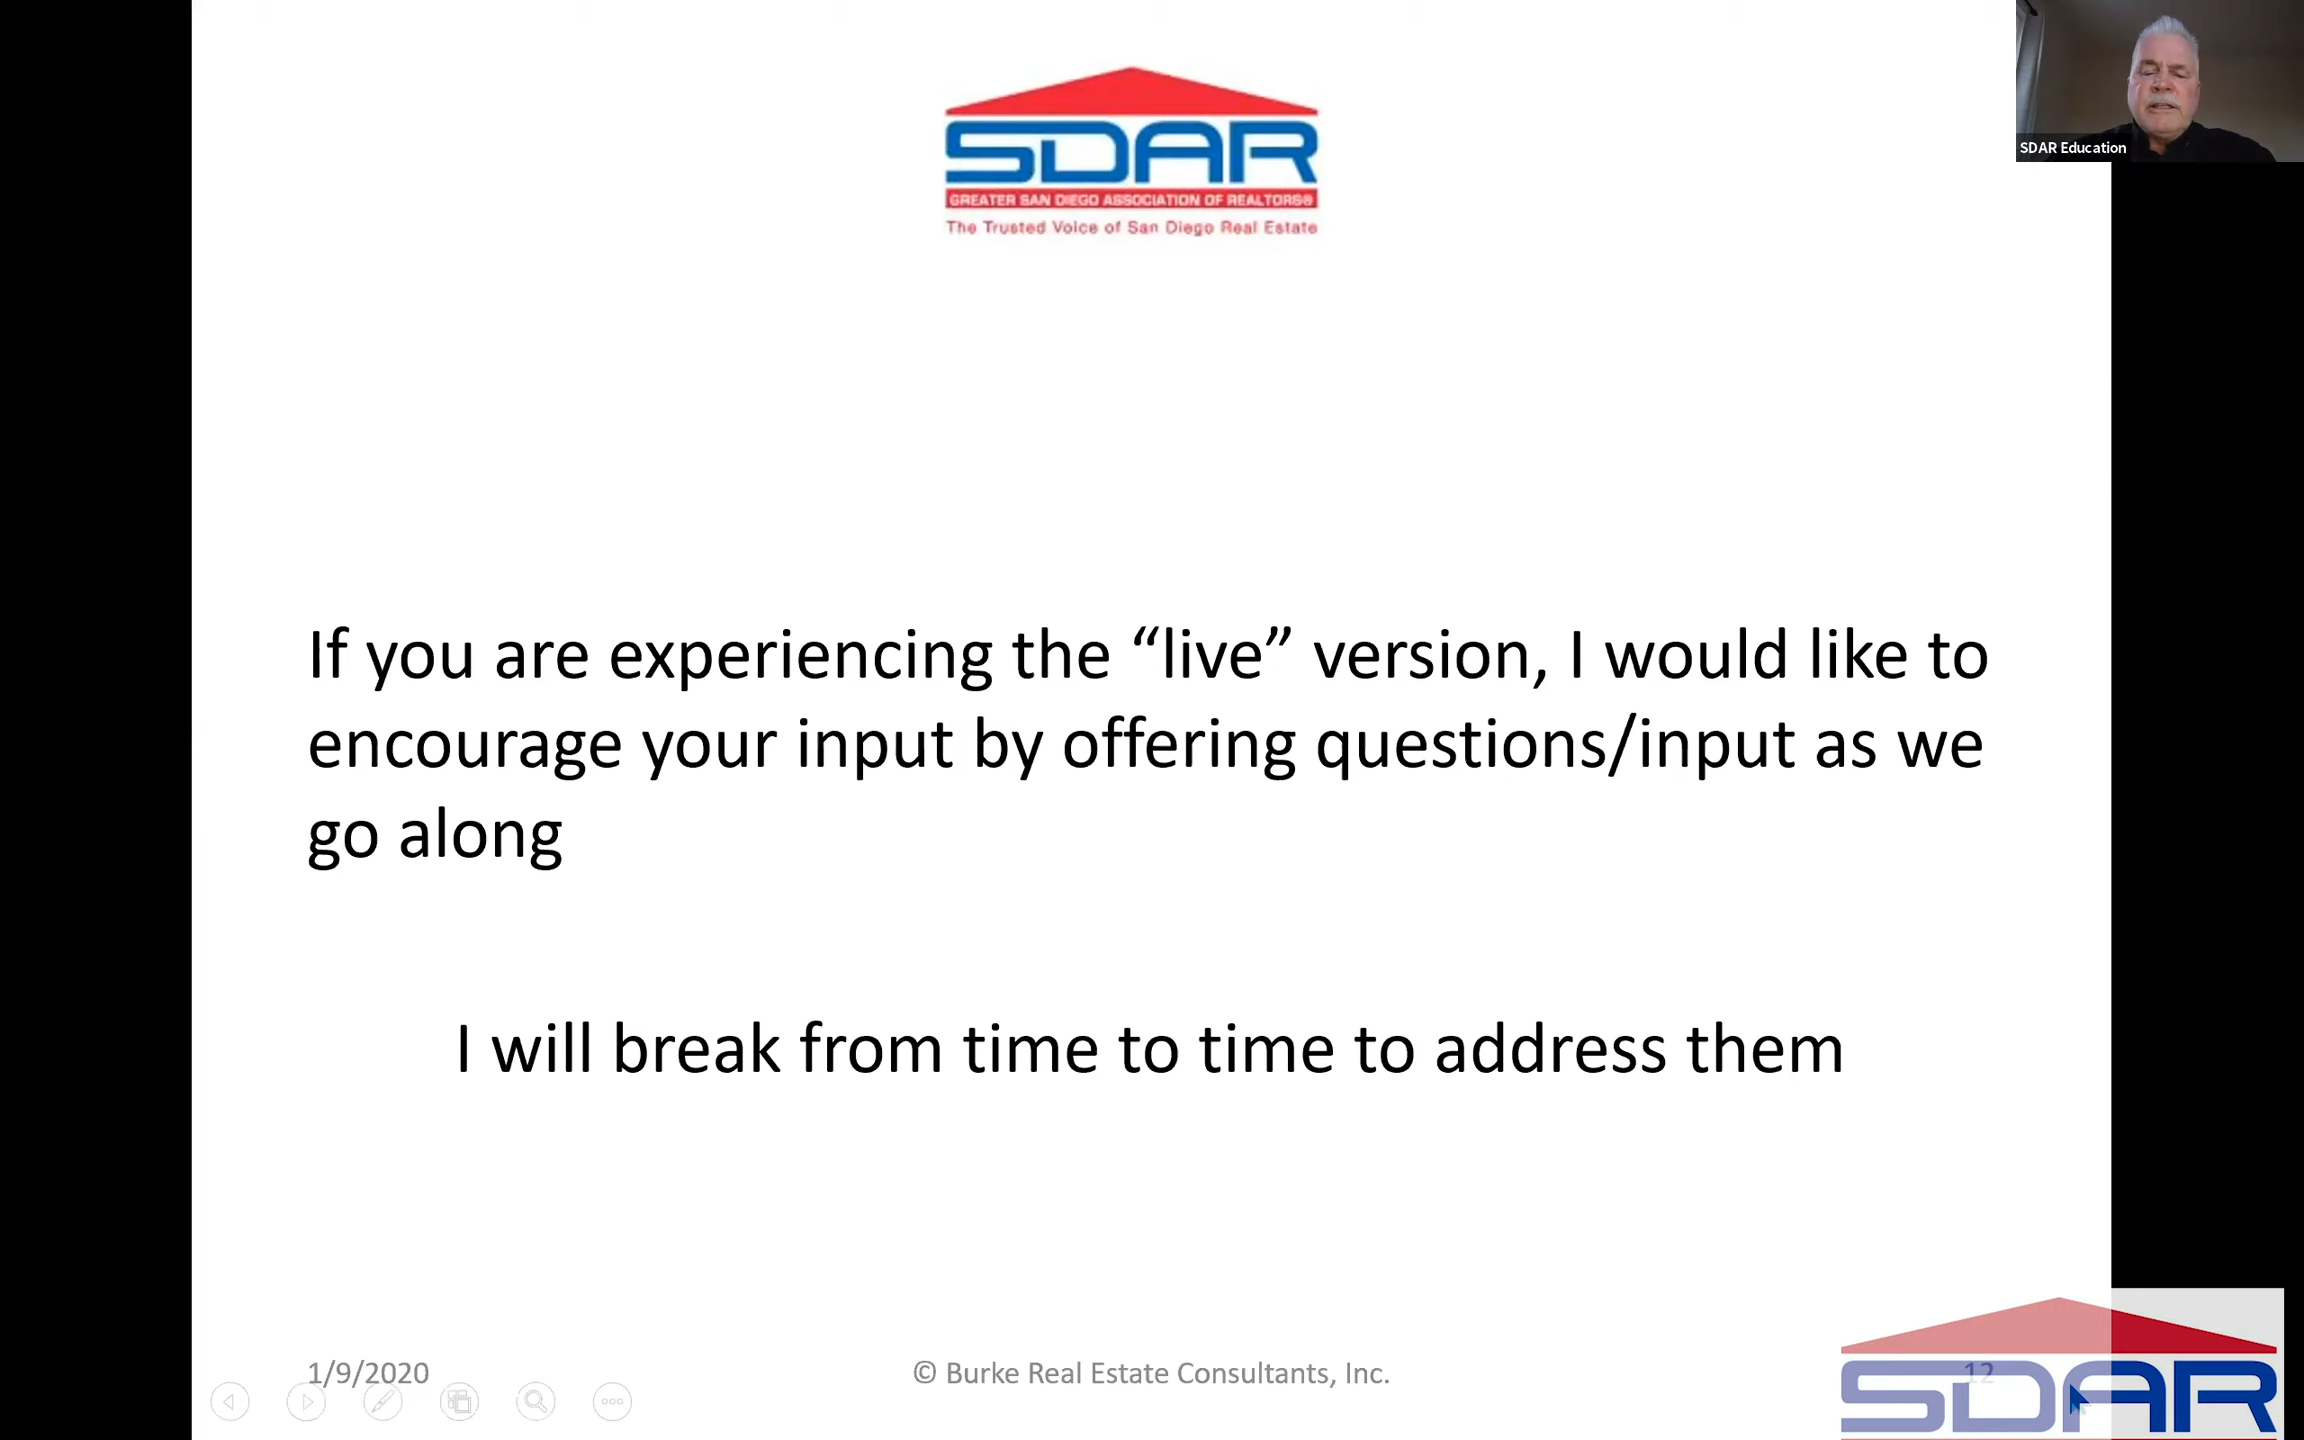 SDAR
GREATER SAN DIEGO ASSOCIATION OF REALTORS®
The Trusted Voice of San Diego Real Estate
SDAR Education
If you are experiencing the “live” version, I would like to
encourage your input by offering questions/input as we
go along
I will break from time to time to address them
1/9/2020
© Burke Real Estate Consultants, Inc.
12
SDAR